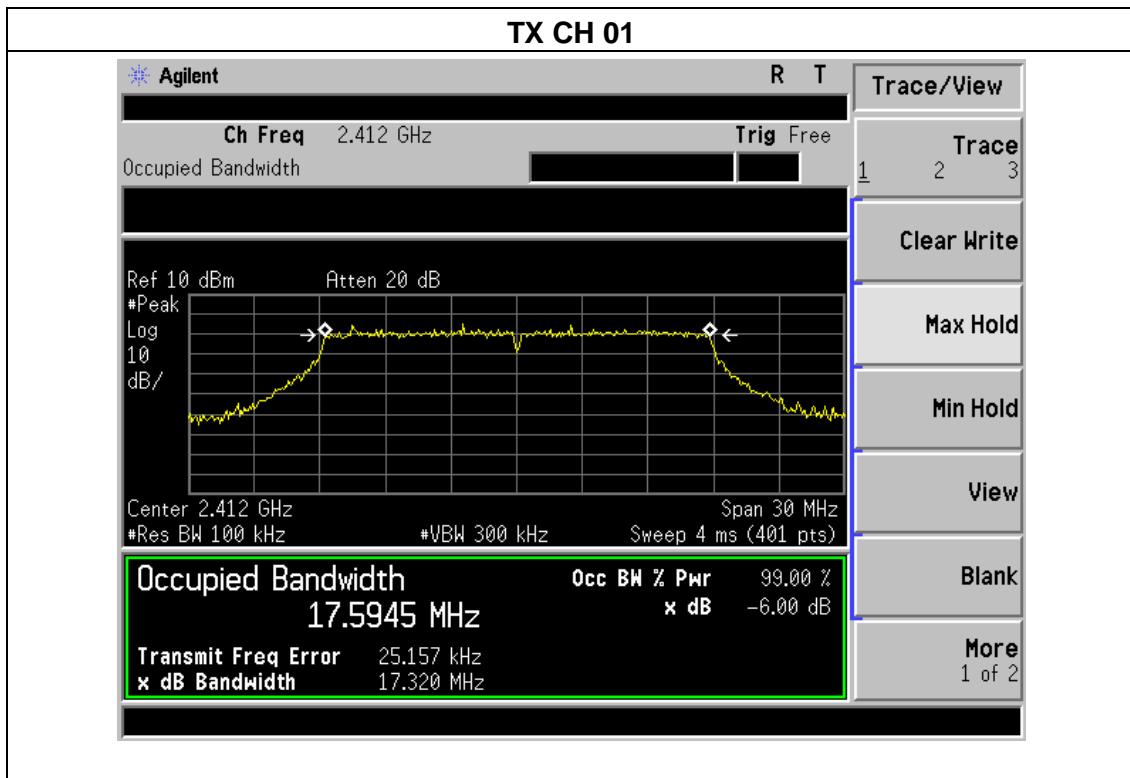 TX CH 01
Agilent R T
Trace/View
Ch Freq 2.412 GHz Trig Free
Occupied Bandwidth
Trace
1 2 3
Clear Write
Ref 10 dBm Atten 20 dB
#Peak
Log
10
dB/
Max Hold
Min Hold
View
Center 2.412 GHz Span 30 MHz
#Res BW 100 kHz #VBW 300 kHz Sweep 4 ms (401 pts)
Occupied Bandwidth Occ BW % Pwr 99.00 %
17.5945 MHz x dB -6.00 dB
Blank
Transmit Freq Error 25.157 kHz
x dB Bandwidth 17.320 MHz
More
1 of 2